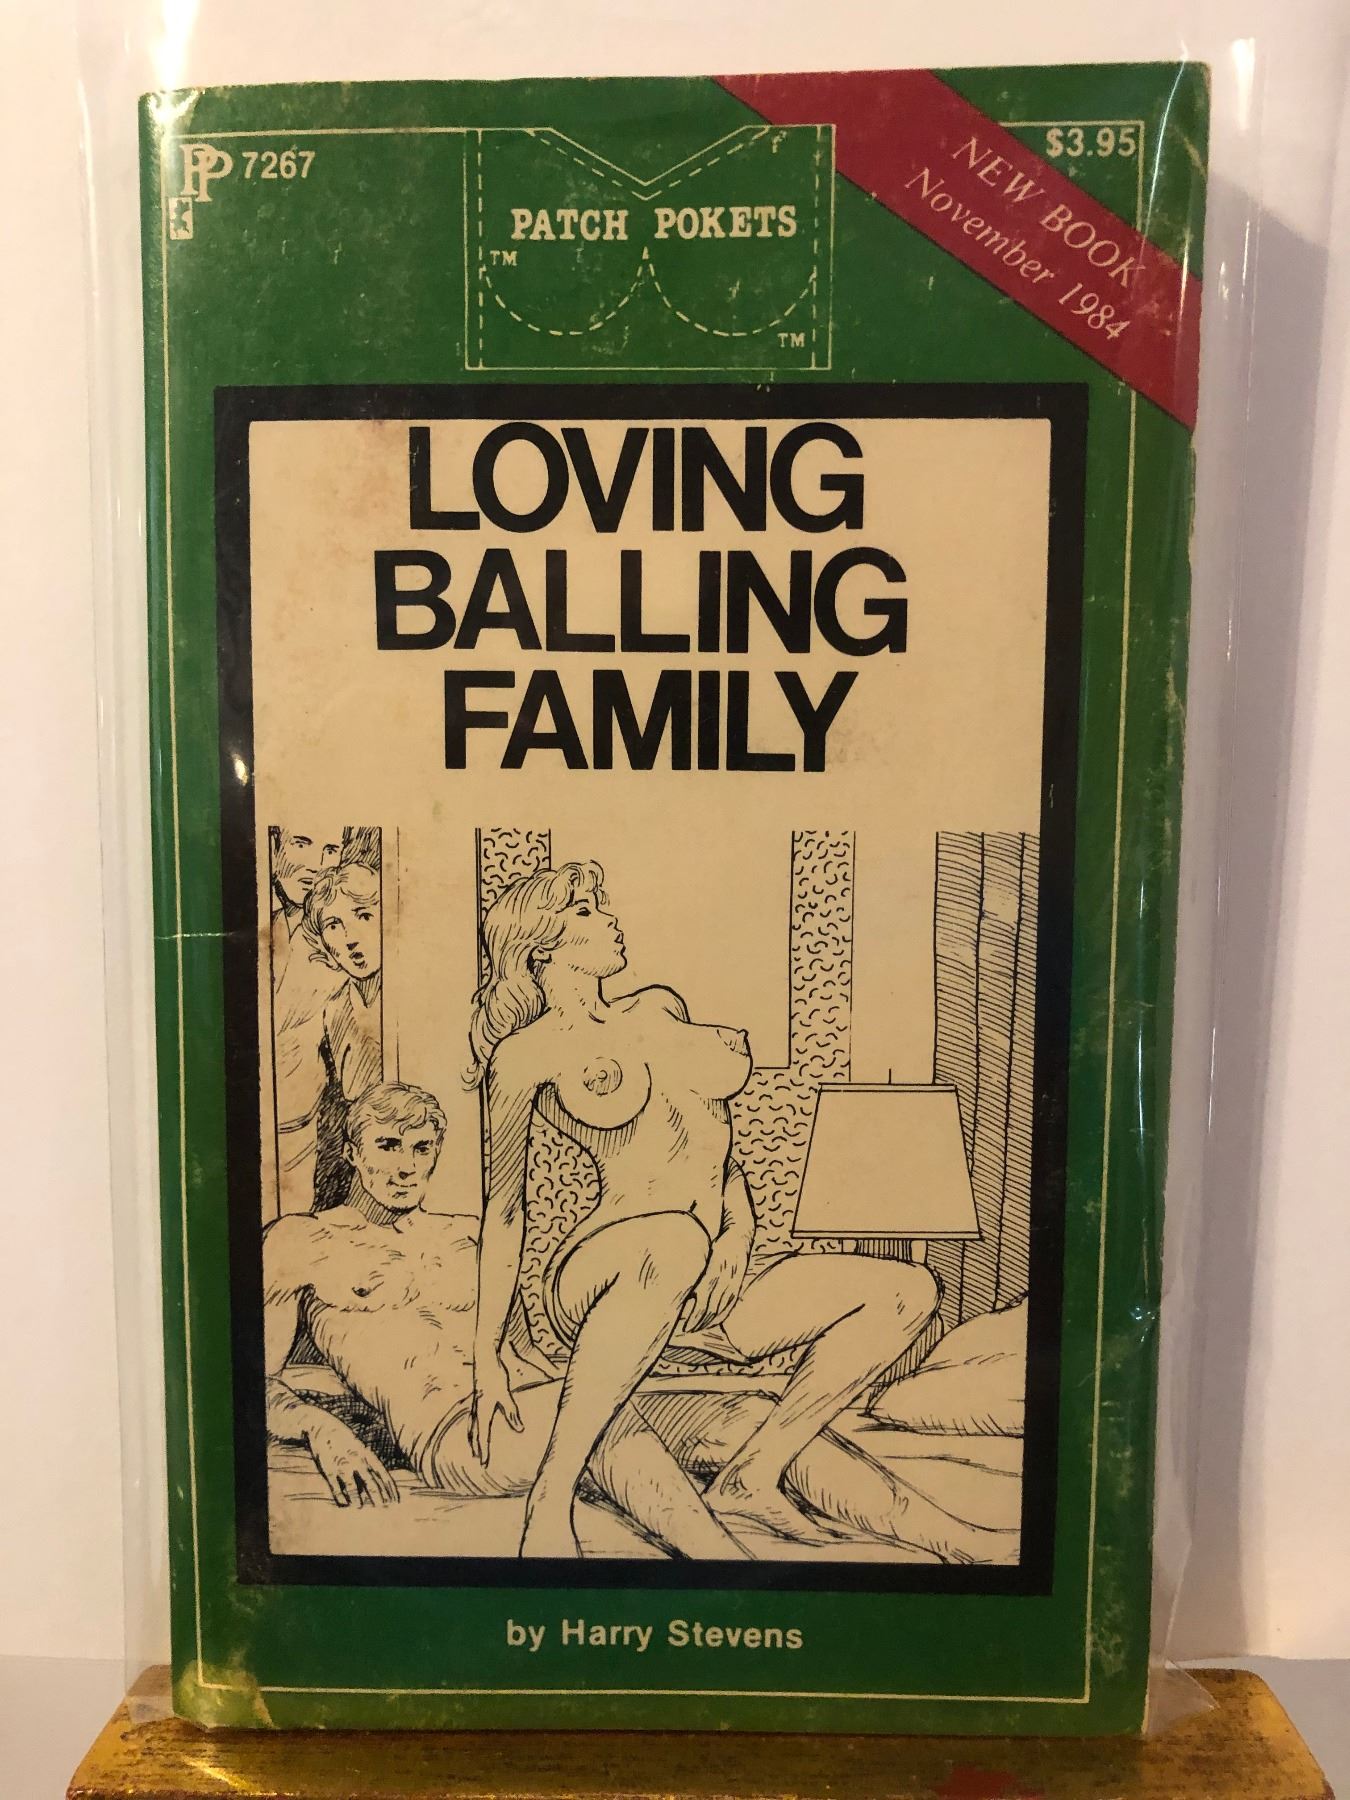 PP 7267
$3.95
NEW BOOK
November 1984
PATCH POKETS
TM
TM
LOVING
BALLING
FAMILY
by Harry Stevens